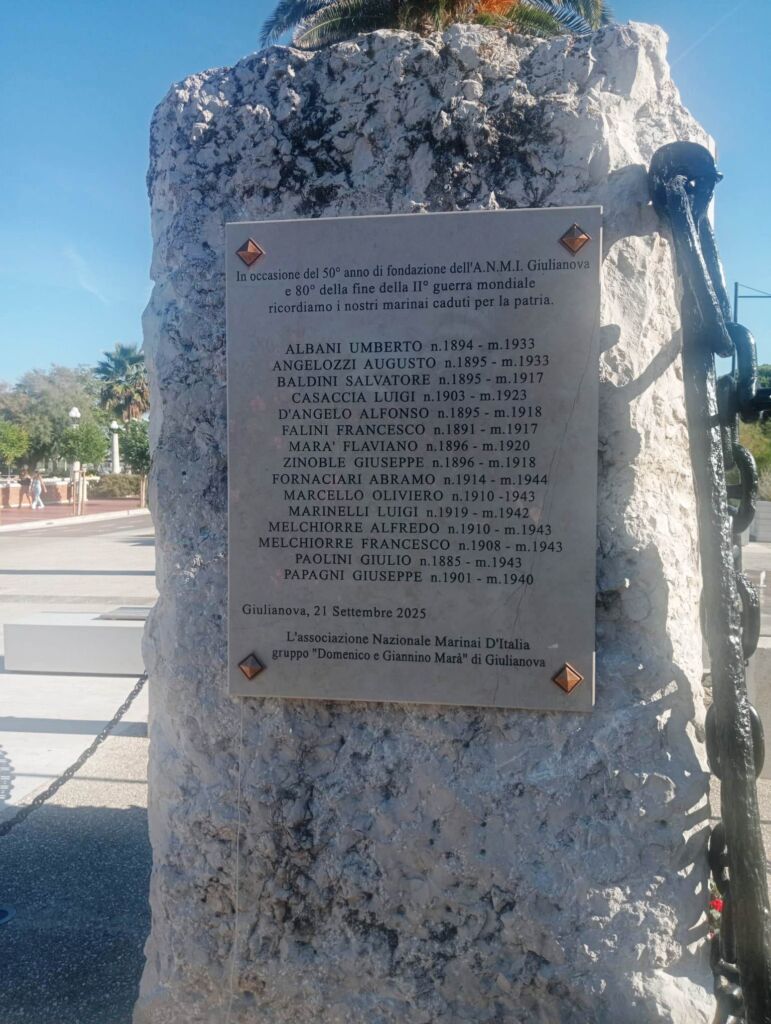 In occasione del 50° anno di fondazione dell'A.N.M.I. Giulianova
e 80° della fine della II° guerra mondiale
ricordiamo i nostri marinai caduti per la patria.
ALBANI UMBERTO n.1894 - m.1933
ANGELOZZI AUGUSTO n.1895 - m.1933
BALDINI SALVATORE n.1895 - m.1917
CASACCIA LUIGI n.1903 - m.1923
D'ANGELO ALFONSO n.1895 - m.1918
FALINI FRANCESCO n.1891 - m.1917
MARA' FLAVIANO n.1896 - m.1920
ZINOBLE GIUSEPPE n.1896 - m.1918
FORNACIARI ABRAMO n.1914 - m.1944
MARCELLO OLIVIERO n.1910 -m.1943
MARINELLI LUIGI n.1919 - m.1942
MELCHIORRE ALFREDO n.1910 - m.1943
MELCHIORRE FRANCESCO n.1908 - m.1943
PAOLINI GIULIO n.1885 - m.1943
PAPAGNI GIUSEPPE n.1901 - m.1940
Giulianova, 21 Settembre 2025
L'associazione Nazionale Marinai D'Italia
gruppo "Domenico e Giannino Marà" di Giulianova